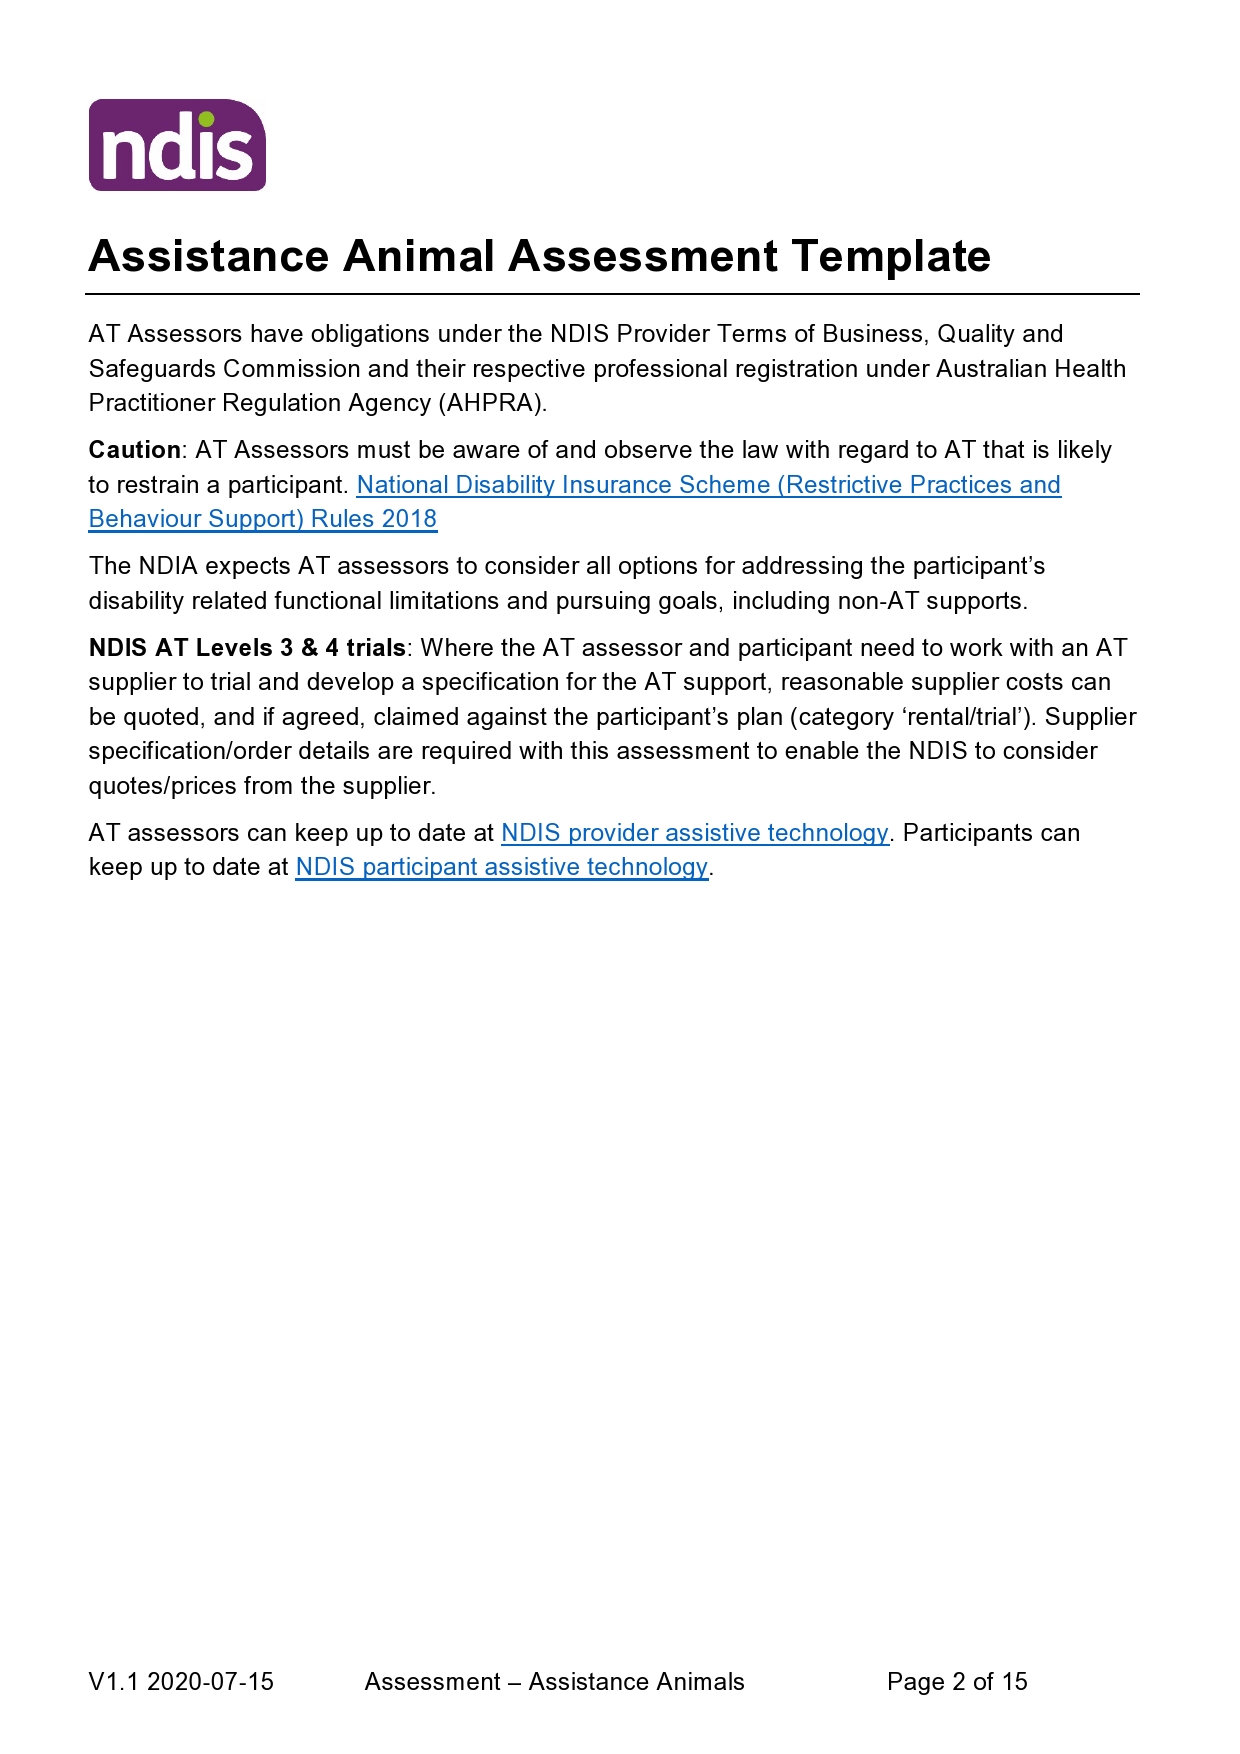 ndis
Assistance Animal Assessment Template
AT Assessors have obligations under the NDIS Provider Terms of Business, Quality and
Safeguards Commission and their respective professional registration under Australian Health
Practitioner Regulation Agency (AHPRA).
Caution: AT Assessors must be aware of and observe the law with regard to AT that is likely
to restrain a participant. National Disability Insurance Scheme (Restrictive Practices and
Behaviour Support) Rules 2018
The NDIA expects AT assessors to consider all options for addressing the participant’s
disability related functional limitations and pursuing goals, including non-AT supports.
NDIS AT Levels 3 & 4 trials: Where the AT assessor and participant need to work with an AT
supplier to trial and develop a specification for the AT support, reasonable supplier costs can
be quoted, and if agreed, claimed against the participant’s plan (category ‘rental/trial’). Supplier
specification/order details are required with this assessment to enable the NDIS to consider
quotes/prices from the supplier.
AT assessors can keep up to date at NDIS provider assistive technology. Participants can
keep up to date at NDIS participant assistive technology.
V1.1 2020-07-15 Assessment – Assistance Animals Page 2 of 15